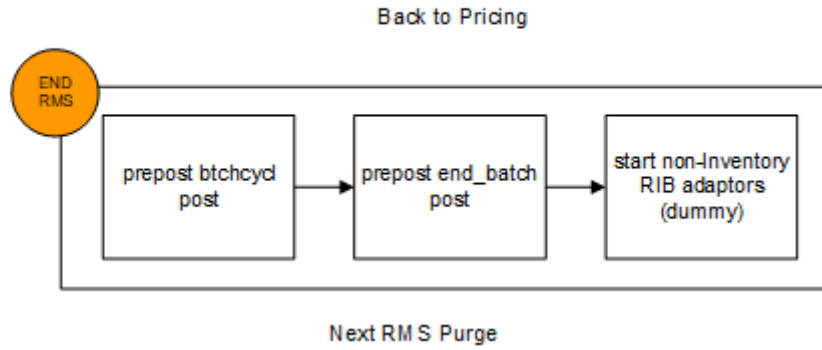 Back to Pricing
END
RMS
prepost btchcycl
post
prepost end_batch
post
start non-Inventory
RIB adaptors
(dummy)
Next RMS Purge